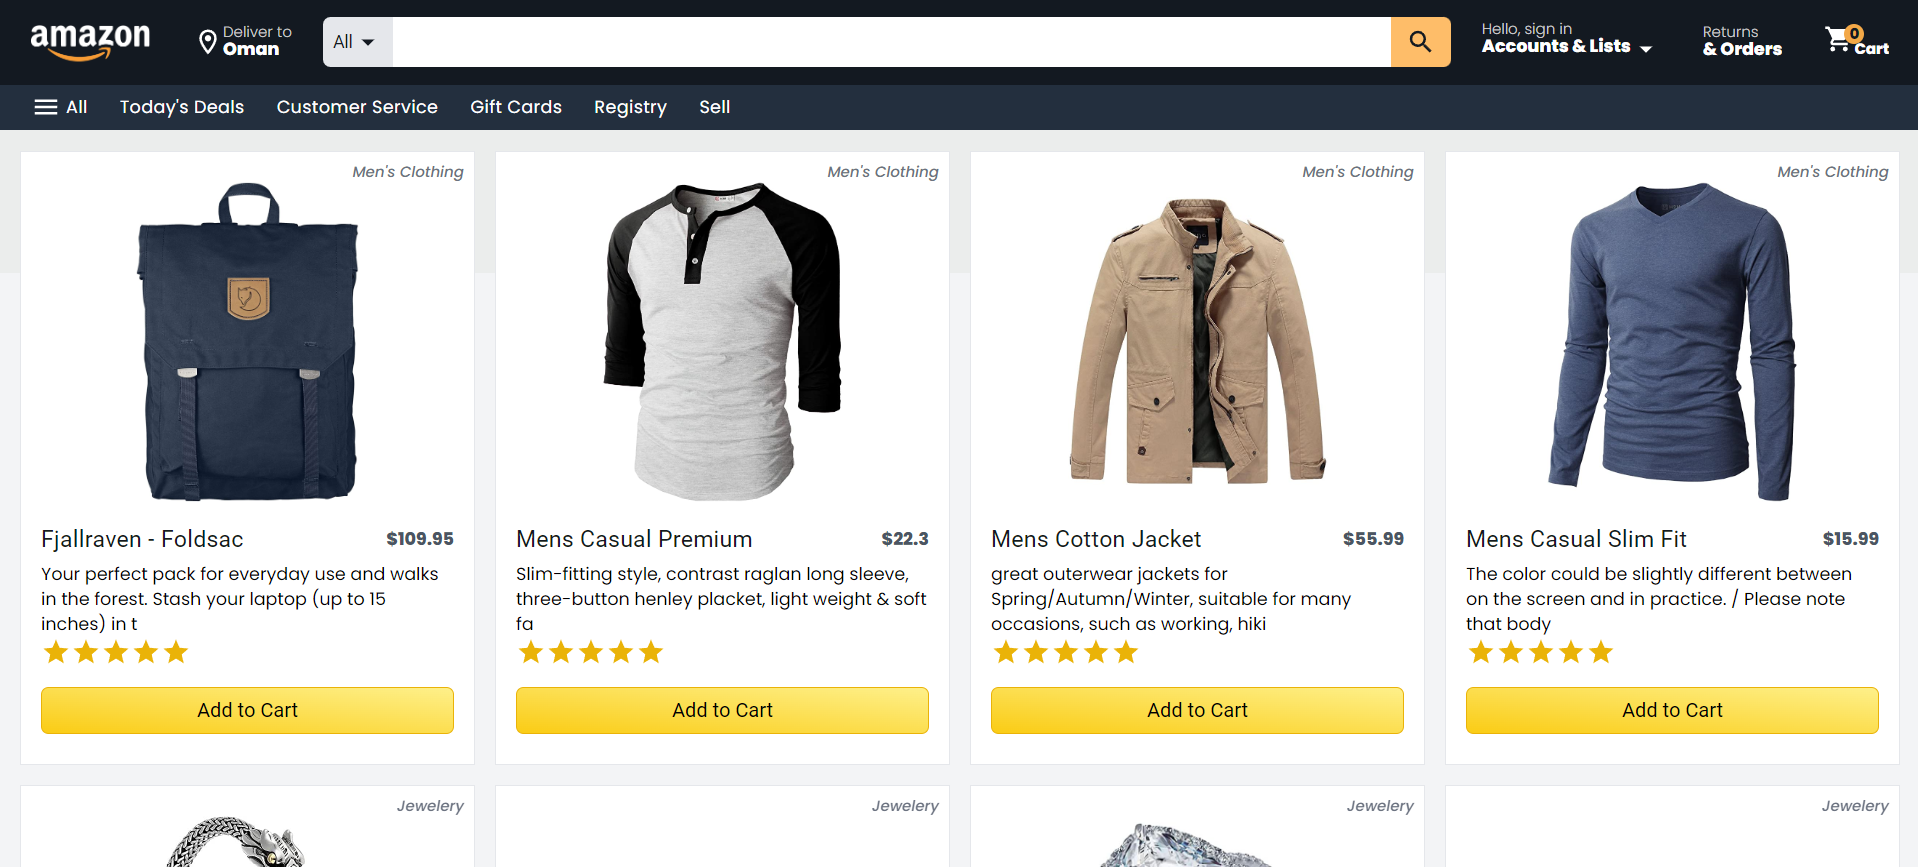 amazon
Deliver to
Oman
All
Hello, sign in
Accounts & Lists
Returns
& Orders
0
Cart
All
Today's Deals
Customer Service
Gift Cards
Registry
Sell
Men's Clothing
Fjallraven - Foldsac
$109.95
Your perfect pack for everyday use and walks
in the forest. Stash your laptop (up to 15
inches) in t
Add to Cart
Men's Clothing
Mens Casual Premium
$22.3
Slim-fitting style, contrast raglan long sleeve,
three-button henley placket, light weight & soft
fa
Add to Cart
Men's Clothing
Mens Cotton Jacket
$55.99
great outerwear jackets for
Spring/Autumn/Winter, suitable for many
occasions, such as working, hiki
Add to Cart
Men's Clothing
Mens Casual Slim Fit
$15.99
The color could be slightly different between
on the screen and in practice. / Please note
that body
Add to Cart
Jewelery
Jewelery
Jewelery
Jewelery